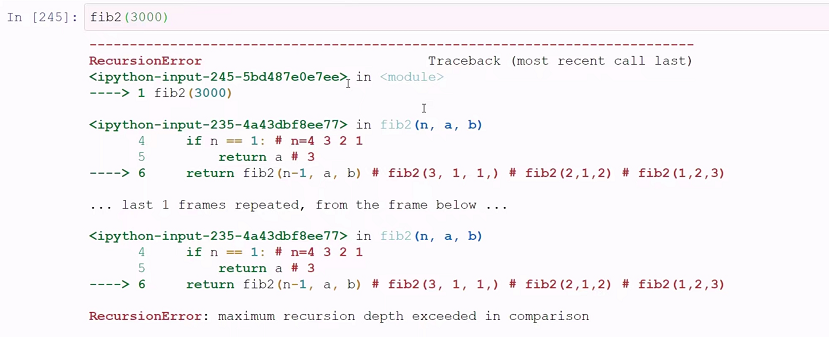 In [245]: fib2(3000)
---------------------------------------------------------------------------
RecursionError                            Traceback (most recent call last)
<ipython-input-245-5bd487e0e7ee> in <module>
----> 1 fib2(3000)
<ipython-input-235-4a43dbf8ee77> in fib2(n, a, b)
      4     if n == 1: # n=4 3 2 1
      5         return a # 3
----> 6     return fib2(n-1, a, b) # fib2(3, 1, 1,) # fib2(2,1,2) # fib2(1,2,3)
... last 1 frames repeated, from the frame below ...
<ipython-input-235-4a43dbf8ee77> in fib2(n, a, b)
      4     if n == 1: # n=4 3 2 1
      5         return a # 3
----> 6     return fib2(n-1, a, b) # fib2(3, 1, 1,) # fib2(2,1,2) # fib2(1,2,3)
RecursionError: maximum recursion depth exceeded in comparison